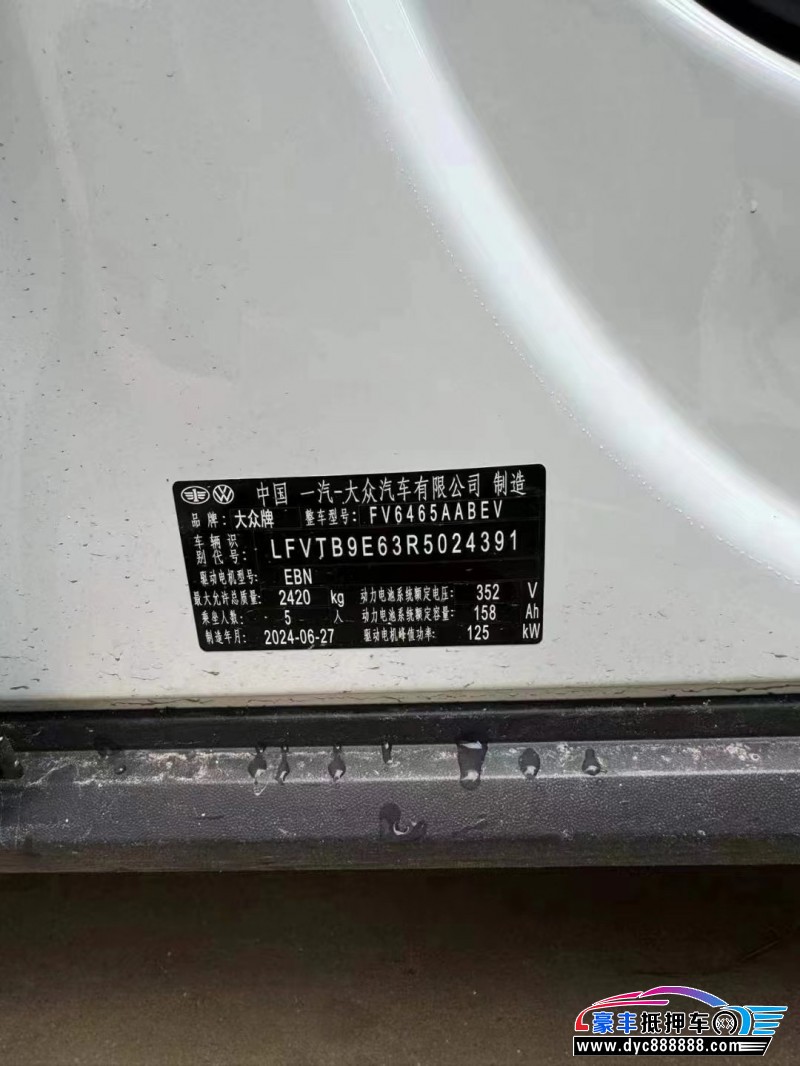 中国 一汽-大众汽车有限公司 制造
品牌: 大众牌 整车型号: FV6465AABEV
车辆识别代号: LFVTB9E63R5024391
驱动电机型号: EBN
最大允许总质量: 2420 kg 动力电池系统额定电压: 352 V
乘坐人数: 5 人 动力电池系统额定容量: 158 Ah
制造年月: 2024-06-27 驱动电机峰值功率: 125 kW
豪丰抵押车
www.dyc888888.com